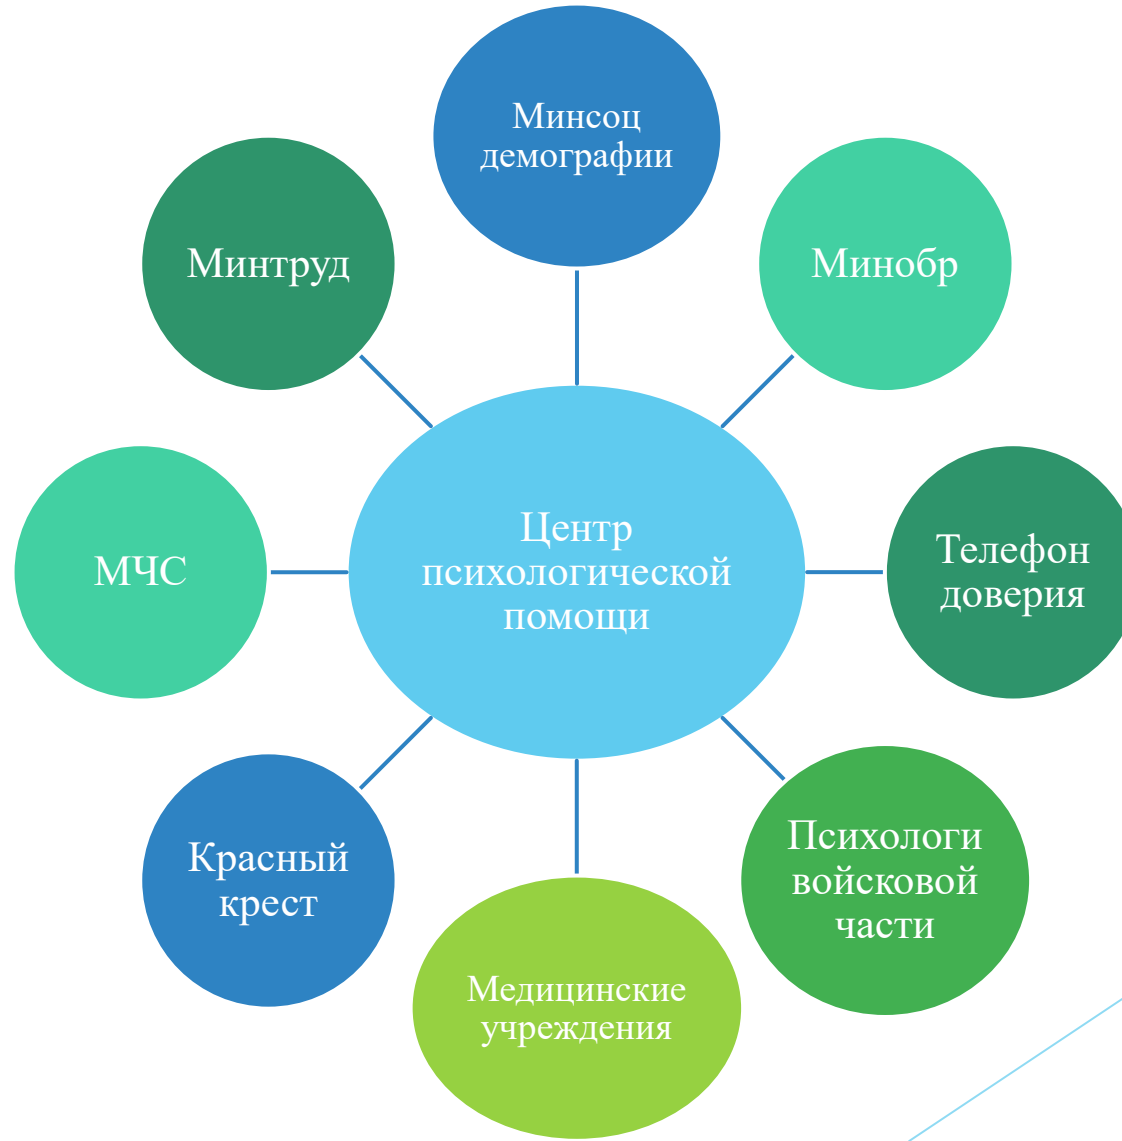 Минсоц
демографии
Минтруд
Минобр
Центр
психологической
помощи
МЧС
Телефон
доверия
Красный
крест
Психологи
войсковой
части
Медицинские
учреждения